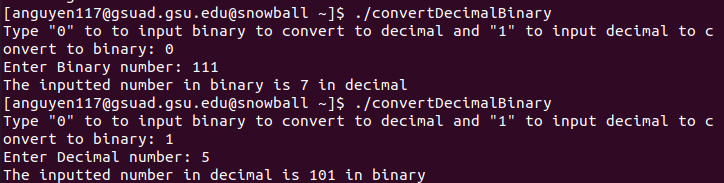 [anguyen117@gsuad.gsu.edu@snowball ~]$ ./convertDecimalBinary
Type "0" to to input binary to convert to decimal and "1" to input decimal to c
onvert to binary: 0
Enter Binary number: 111
The inputted number in binary is 7 in decimal
[anguyen117@gsuad.gsu.edu@snowball ~]$ ./convertDecimalBinary
Type "0" to to input binary to convert to decimal and "1" to input decimal to c
onvert to binary: 1
Enter Decimal number: 5
The inputted number in decimal is 101 in binary